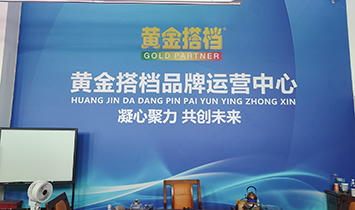 黄金搭档®
GOLD PARTNER
黄金搭档品牌运营中心
HUANG JIN DA DANG PIN PAI YUN YING ZHONG XIN
凝心聚力 共创未来